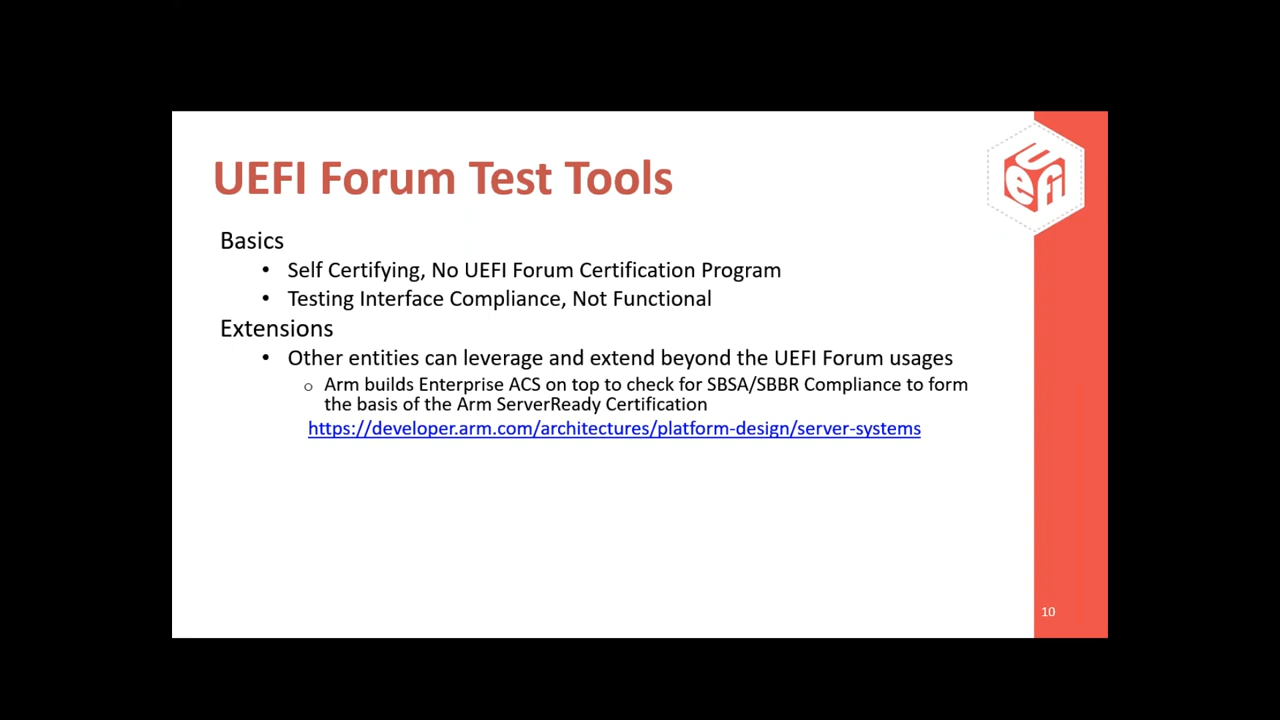 UEFI Forum Test Tools
uefi
Basics
• Self Certifying, No UEFI Forum Certification Program
• Testing Interface Compliance, Not Functional
Extensions
• Other entities can leverage and extend beyond the UEFI Forum usages
o Arm builds Enterprise ACS on top to check for SBSA/SBBR Compliance to form
the basis of the Arm ServerReady Certification
https://developer.arm.com/architectures/platform-design/server-systems
10